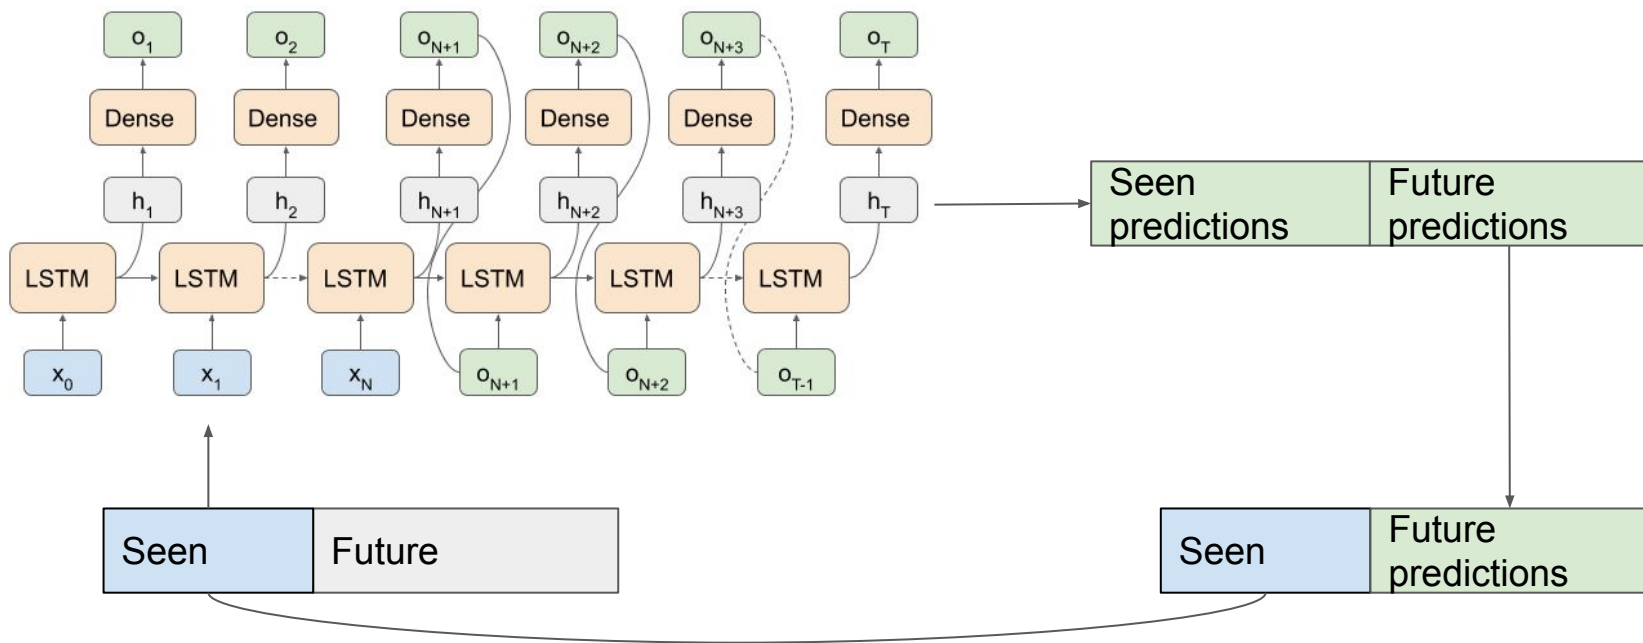 o1 o2 oN+1 oN+2 oN+3 oT
Dense Dense Dense Dense Dense Dense
h1 h2 hN+1 hN+2 hN+3 hT
LSTM LSTM LSTM LSTM LSTM LSTM
x0 x1 xN oN+1 oN+2 oT-1
Seen
predictions
Future
predictions
Seen
Future
Seen
Future
predictions